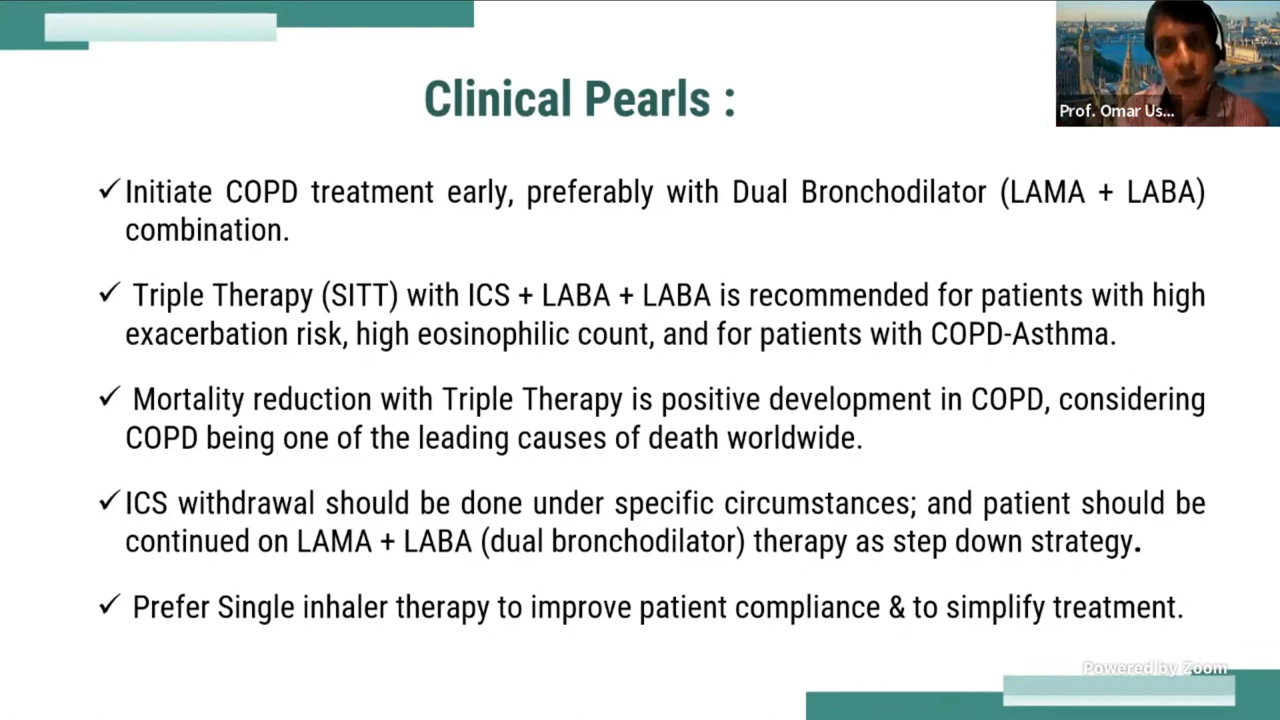 Prof. Omar Us...
Clinical Pearls :
✓Initiate COPD treatment early, preferably with Dual Bronchodilator (LAMA + LABA)
combination.
✓ Triple Therapy (SITT) with ICS + LABA + LABA is recommended for patients with high
exacerbation risk, high eosinophilic count, and for patients with COPD-Asthma.
✓ Mortality reduction with Triple Therapy is positive development in COPD, considering
COPD being one of the leading causes of death worldwide.
✓ICS withdrawal should be done under specific circumstances; and patient should be
continued on LAMA + LABA (dual bronchodilator) therapy as step down strategy.
✓ Prefer Single inhaler therapy to improve patient compliance & to simplify treatment.
Powered by Zoom